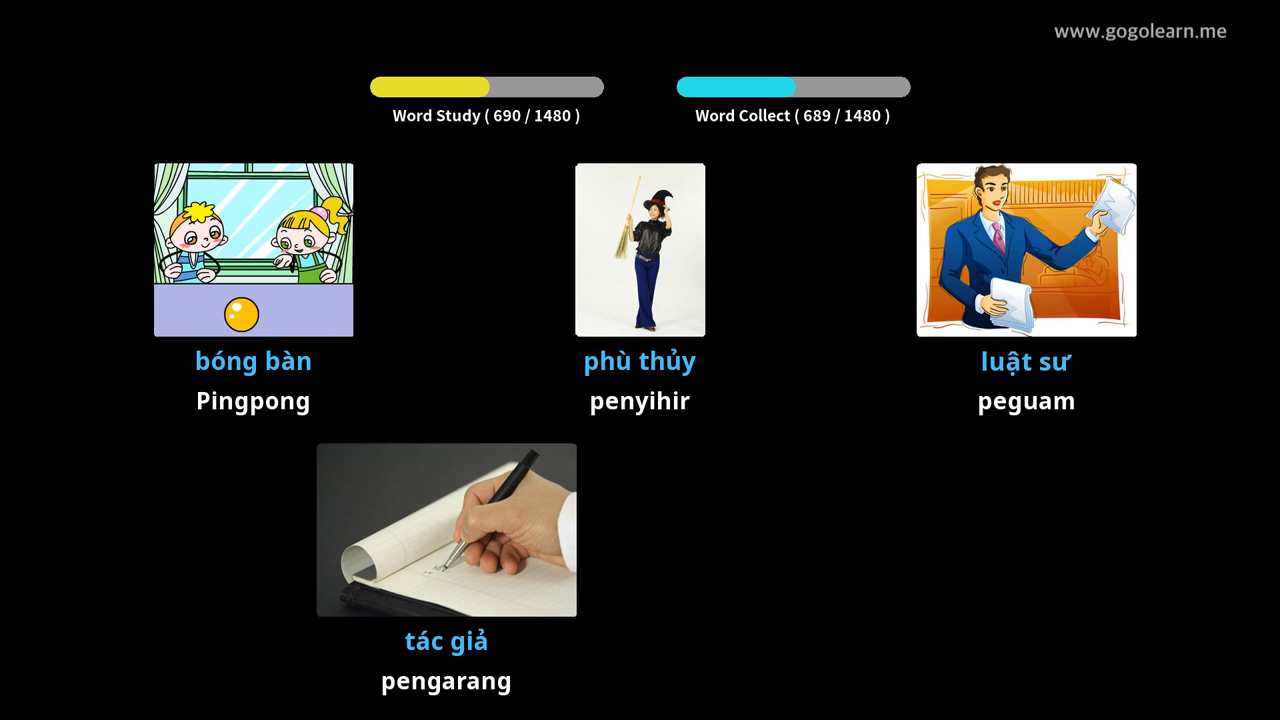 www.gogolearn.me
Word Study ( 690 / 1480 )
Word Collect ( 689 / 1480 )
bóng bàn
Pingpong
phù thủy
penyihir
luật sư
peguam
tác giả
pengarang